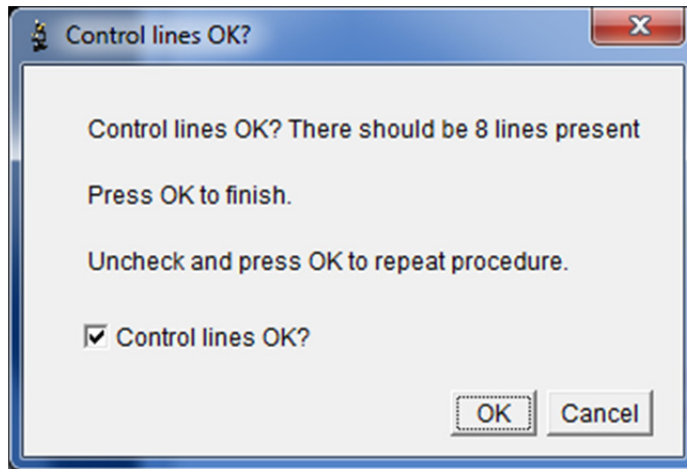 Control lines OK?
Control lines OK? There should be 8 lines present
Press OK to finish.
Uncheck and press OK to repeat procedure.
Control lines OK?
OK Cancel